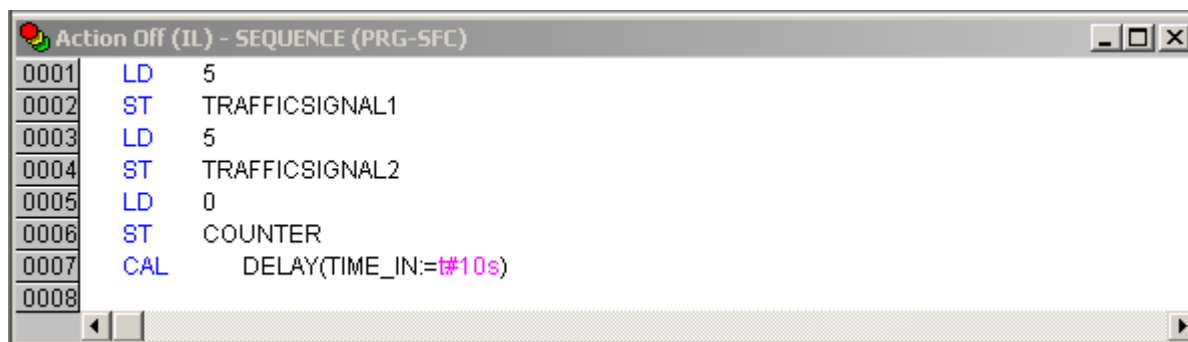 Action Off (IL) - SEQUENCE (PRG-SFC)
0001 LD 5
0002 ST TRAFFICSIGNAL1
0003 LD 5
0004 ST TRAFFICSIGNAL2
0005 LD 0
0006 ST COUNTER
0007 CAL DELAY(TIME_IN:=t#10s)
0008